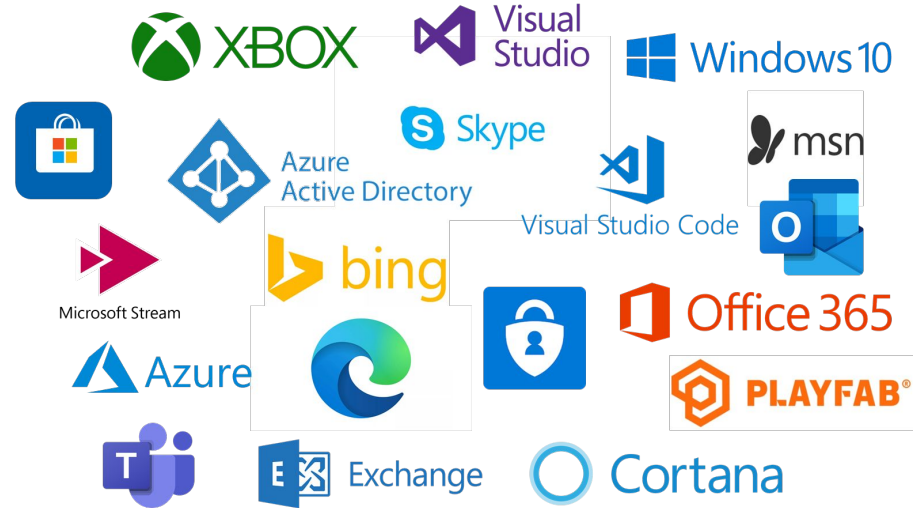 XBOX
Visual
Studio
Windows 10
S
Skype
msn
Azure
Active Directory
Visual Studio Code
O
bing
Microsoft Stream
Office 365
Azure
PLAYFAB®
T
E
Exchange
Cortana